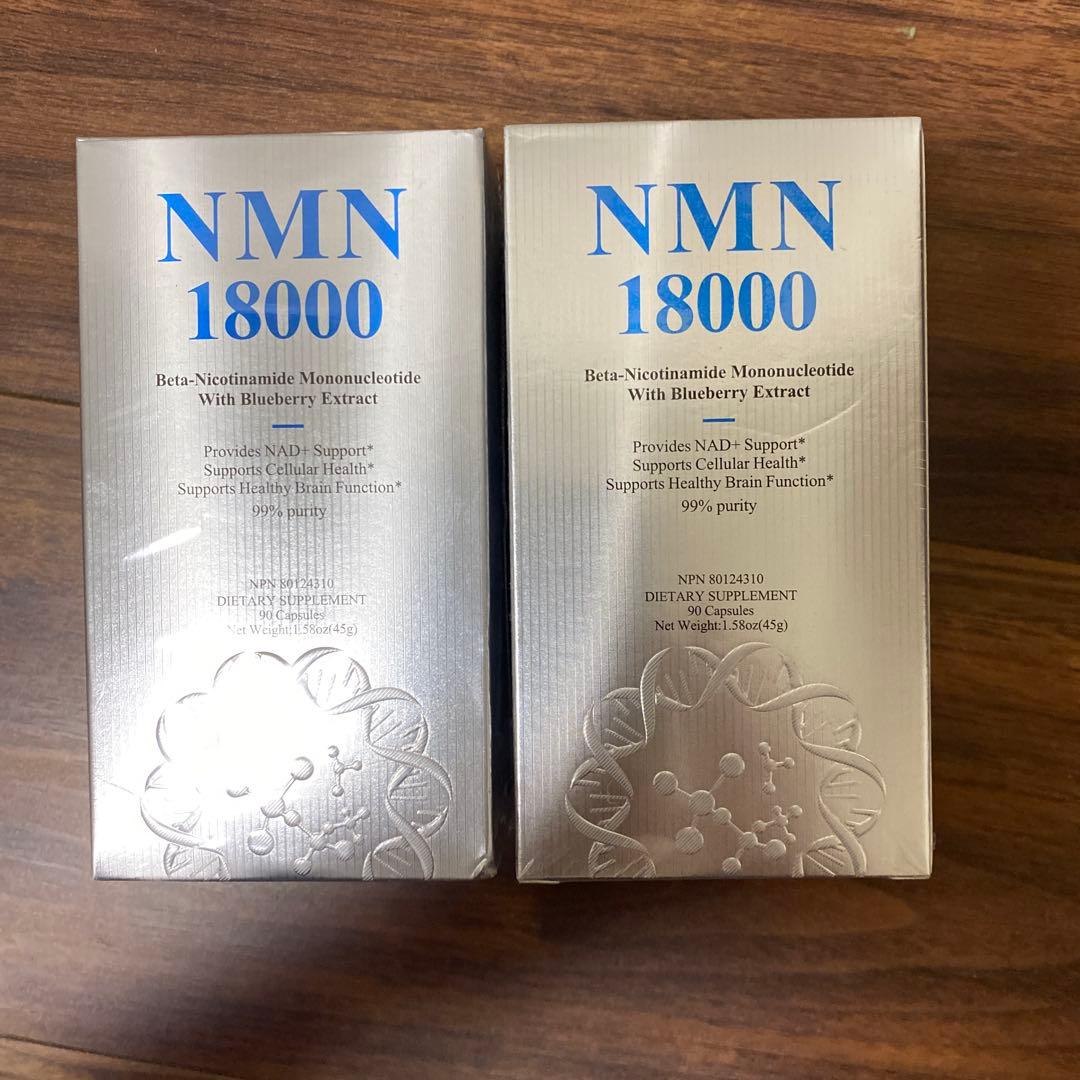 NMN
18000
Beta-Nicotinamide Mononucleotide
With Blueberry Extract
Provides NAD+ Support*
Supports Cellular Health*
Supports Healthy Brain Function*
99% purity
NPN 80124310
DIETARY SUPPLEMENT
90 Capsules
Net Weight:1.58oz(45g)
NMN
18000
Beta-Nicotinamide Mononucleotide
With Blueberry Extract
Provides NAD+ Support*
Supports Cellular Health*
Supports Healthy Brain Function*
99% purity
NPN 80124310
DIETARY SUPPLEMENT
90 Capsules
Net Weight:1.58oz(45g)